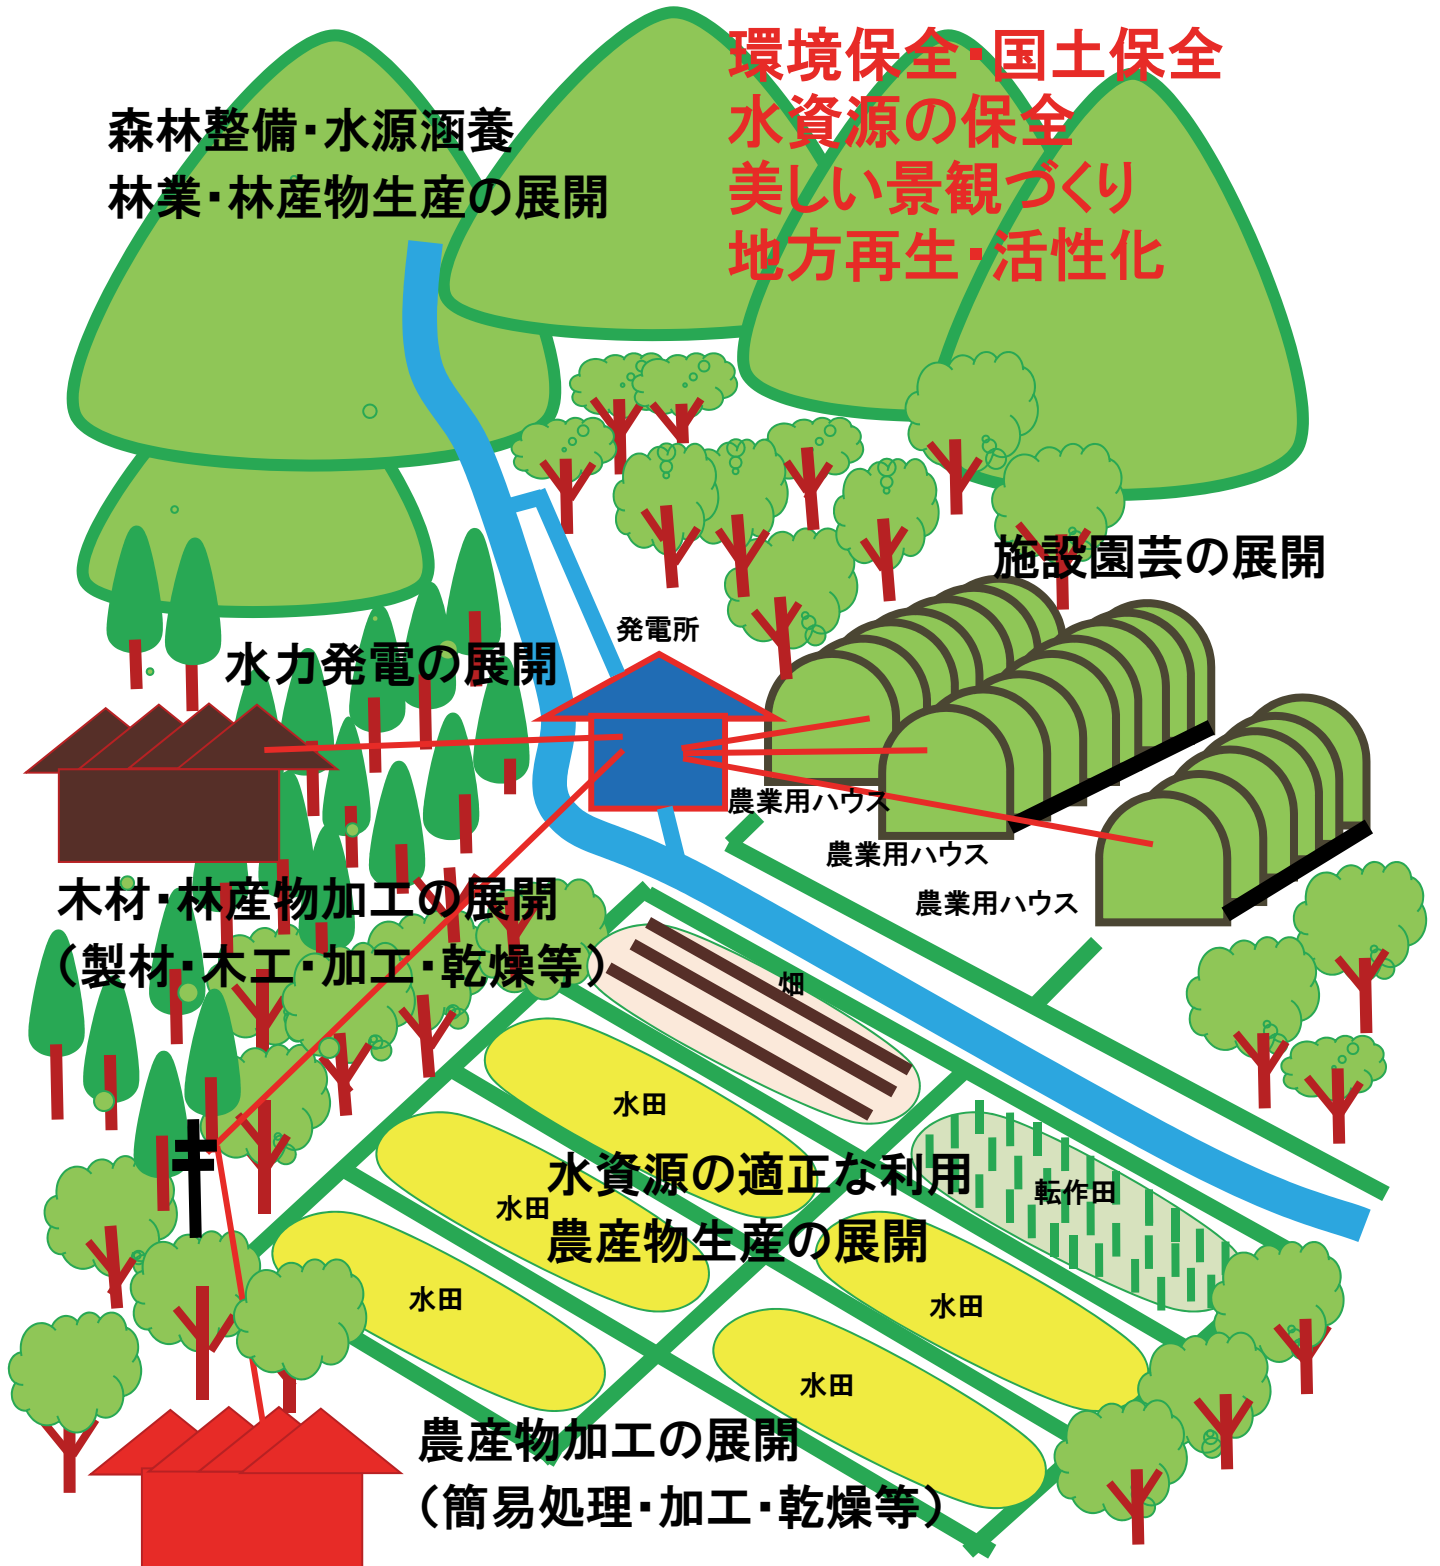 環境保全・国土保全
水資源の保全
美しい景観づくり
地方再生・活性化
森林整備・水源涵養
林業・林産物生産の展開
施設園芸の展開
発電所
水力発電の展開
農業用ハウス
農業用ハウス
農業用ハウス
木材・林産物加工の展開
（製材・木工・加工・乾燥等）
畑
水田
水資源の適正な利用
農産物生産の展開
転作田
水田
水田
水田
水田
農産物加工の展開
（簡易処理・加工・乾燥等）